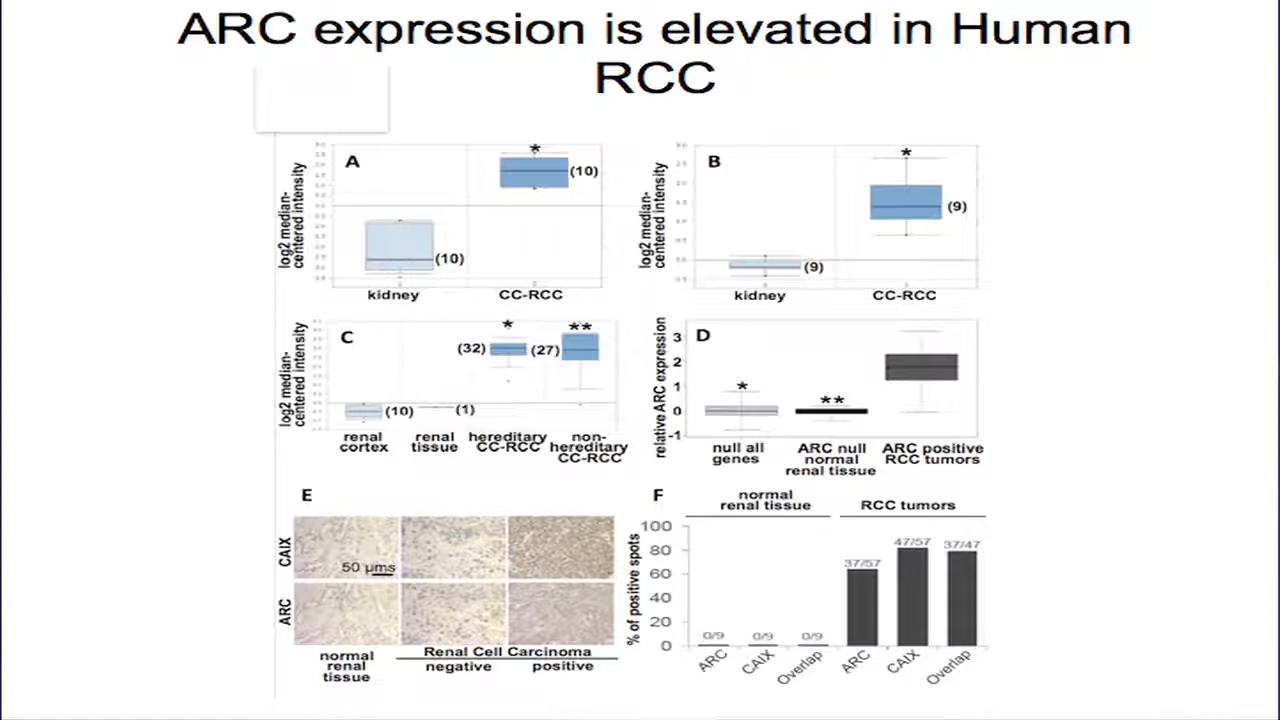 ARC expression is elevated in Human
RCC
A
log2 median-
centered intensity
*
(10)
(10)
kidney
CC-RCC
B
log2 median-
centered intensity
*
(9)
(9)
kidney
CC-RCC
C
log2 median-
centered intensity
*
**
(32)
(27)
(10)
(1)
renal
cortex
renal
tissue
hereditary
CC-RCC
non-
hereditary
CC-RCC
D
relative ARC expression
3
2
1
0
-1
*
**
null all
genes
ARC null
normal
renal tissue
ARC positive
RCC tumors
E
CAIX
50 µms
ARC
normal
renal
tissue
Renal Cell Carcinoma
negative
positive
F
normal
renal tissue
RCC tumors
% of positive spots
100
80
60
40
20
0
0/9
0/9
0/9
37/57
47/57
37/47
ARC
CAIX
Overlap
ARC
CAIX
Overlap